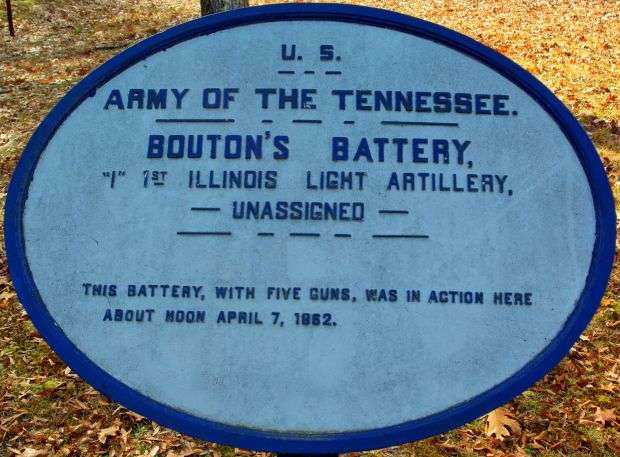 U. S.
ARMY OF THE TENNESSEE.
BOUTON'S BATTERY,
"I" 1ST ILLINOIS LIGHT ARTILLERY,
— UNASSIGNED —
THIS BATTERY, WITH FIVE GUNS, WAS IN ACTION HERE
ABOUT NOON APRIL 7, 1862.